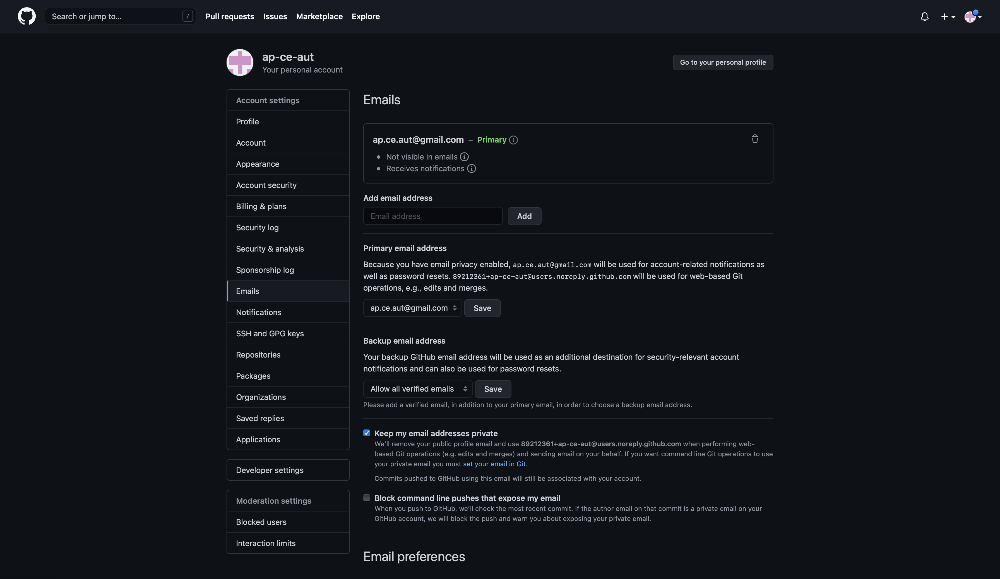 Search or jump to...
/
Pull requests
Issues
Marketplace
Explore
ap-ce-aut
Your personal account
Go to your personal profile
Account settings
Profile
Account
Appearance
Account security
Billing & plans
Security log
Security & analysis
Sponsorship log
Emails
Notifications
SSH and GPG keys
Repositories
Packages
Organizations
Saved replies
Applications
Developer settings
Moderation settings
Blocked users
Interaction limits
Emails
ap.ce.aut@gmail.com – Primary
Not visible in emails
Receives notifications
Add email address
Email address
Add
Primary email address
Because you have email privacy enabled, ap.ce.aut@gmail.com will be used for account-related notifications as
well as password resets. 89212361+ap-ce-aut@users.noreply.github.com will be used for web-based Git
operations, e.g., edits and merges.
ap.ce.aut@gmail.com
Save
Backup email address
Your backup GitHub email address will be used as an additional destination for security-relevant account
notifications and can also be used for password resets.
Allow all verified emails
Save
Please add a verified email, in addition to your primary email, in order to choose a backup email address.
Keep my email addresses private
We’ll remove your public profile email and use 89212361+ap-ce-aut@users.noreply.github.com when performing web-
based Git operations (e.g. edits and merges) and sending email on your behalf. If you want command line Git operations to use
your private email you must set your email in Git.
Commits pushed to GitHub using this email will still be associated with your account.
Block command line pushes that expose my email
When you push to GitHub, we’ll check the most recent commit. If the author email on that commit is a private email on your
GitHub account, we will block the push and warn you about exposing your private email.
Email preferences